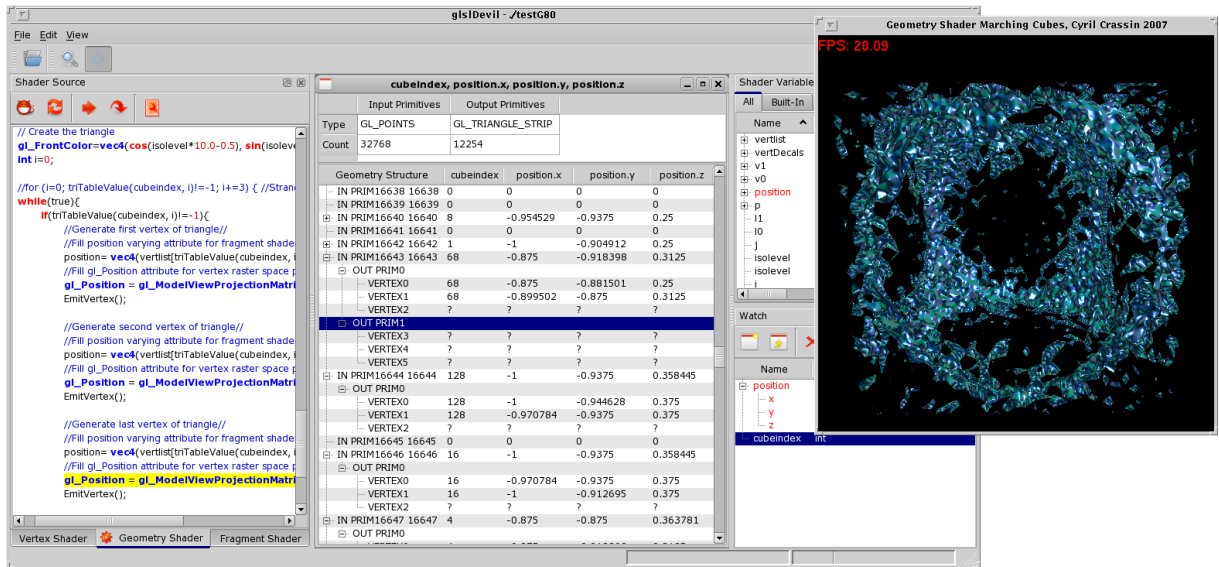 glslDevil - ./testG80
File Edit View
Shader Source
// Create the triangle
gl_FrontColor=vec4(cos(isolevel*10.0-0.5), sin(isoleve
int i=0;
//for (i=0; triTableValue(cubeindex, i)!=-1; i+=3) { //Stran
while(true){
if(triTableValue(cubeindex, i)!=-1){
//Generate first vertex of triangle//
//Fill position varying attribute for fragment shade
position= vec4(vertlist[triTableValue(cubeindex, i
//Fill gl_Position attribute for vertex raster space p
gl_Position = gl_ModelViewProjectionMatri
EmitVertex();
//Generate second vertex of triangle//
//Fill position varying attribute for fragment shade
position= vec4(vertlist[triTableValue(cubeindex, i
//Fill gl_Position attribute for vertex raster space p
gl_Position = gl_ModelViewProjectionMatri
EmitVertex();
//Generate last vertex of triangle//
//Fill position varying attribute for fragment shade
position= vec4(vertlist[triTableValue(cubeindex, i
//Fill gl_Position attribute for vertex raster space p
gl_Position = gl_ModelViewProjectionMatri
EmitVertex();
Vertex Shader Geometry Shader Fragment Shader
cubeindex, position.x, position.y, position.z
Input Primitives Output Primitives
Type GL_POINTS GL_TRIANGLE_STRIP
Count 32768 12254
Geometry Structure cubeindex position.x position.y position.z
IN PRIM16638 16638 0 0 0 0
IN PRIM16639 16639 0 0 0 0
IN PRIM16640 16640 8 -0.954529 -0.9375 0.25
IN PRIM16641 16641 0 0 0 0
IN PRIM16642 16642 1 -1 -0.904912 0.25
IN PRIM16643 16643 68 -0.875 -0.918398 0.3125
OUT PRIM0
VERTEX0 68 -0.875 -0.881501 0.25
VERTEX1 68 -0.899502 -0.875 0.3125
VERTEX2 ? ? ? ?
OUT PRIM1
VERTEX3 ? ? ? ?
VERTEX4 ? ? ? ?
VERTEX5 ? ? ? ?
IN PRIM16644 16644 128 -1 -0.9375 0.358445
OUT PRIM0
VERTEX0 128 -1 -0.944628 0.375
VERTEX1 128 -0.970784 -0.9375 0.375
VERTEX2 ? ? ? ?
IN PRIM16645 16645 0 0 0 0
IN PRIM16646 16646 16 -1 -0.9375 0.358445
OUT PRIM0
VERTEX0 16 -0.970784 -0.9375 0.375
VERTEX1 16 -1 -0.912695 0.375
VERTEX2 ? ? ? ?
IN PRIM16647 16647 4 -0.875 -0.875 0.363781
OUT PRIM0
Shader Variable
All Built-In
Name
vertlist
vertDecals
v1
v0
position
p
l1
l0
j
isolevel
isolevel
i
Watch
Name
position
x
y
z
cubeindex int
Geometry Shader Marching Cubes, Cyril Crassin 2007
FPS: 28.09